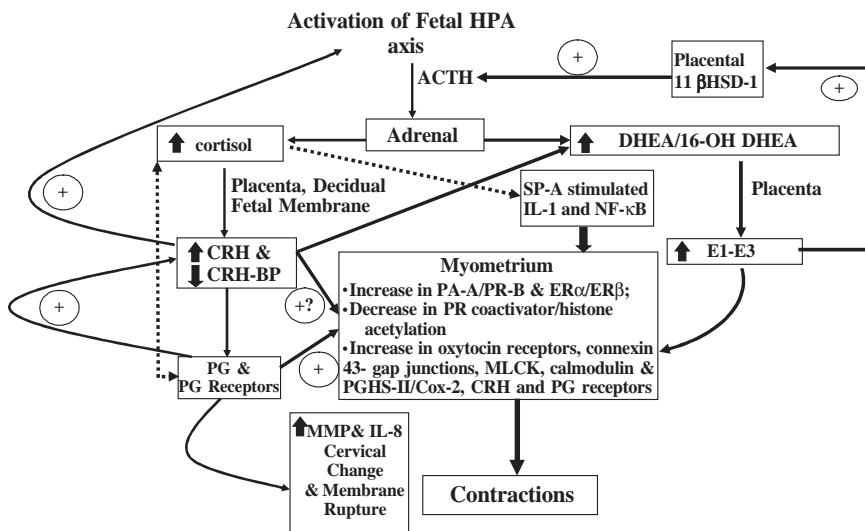 Activation of Fetal HPA
axis
ACTH
+
Placental
11 βHSD-1
+
Adrenal
cortisol
DHEA/16-OH DHEA
Placenta, Decidual
Fetal Membrane
SP-A stimulated
IL-1 and NF-κB
Placenta
+
CRH &
CRH-BP
E1-E3
+?
Myometrium
•Increase in PA-A/PR-B & ERα/ERβ;
•Decrease in PR coactivator/histone
acetylation
•Increase in oxytocin receptors, connexin
43- gap junctions, MLCK, calmodulin &
PGHS-II/Cox-2, CRH and PG receptors
+
+
PG &
PG Receptors
MMP& IL-8
Cervical
Change
& Membrane
Rupture
Contractions